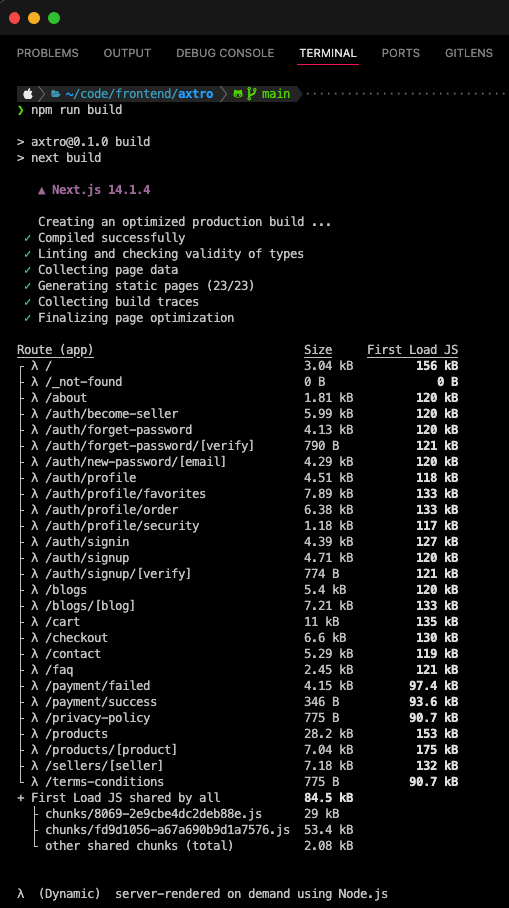 PROBLEMS OUTPUT DEBUG CONSOLE TERMINAL PORTS GITLENS
~/code/frontend/axtro main
❯ npm run build
> axtro@0.1.0 build
> next build
▲ Next.js 14.1.4
Creating an optimized production build ...
✓ Compiled successfully
✓ Linting and checking validity of types
✓ Collecting page data
✓ Generating static pages (23/23)
✓ Collecting build traces
✓ Finalizing page optimization
Route (app) Size First Load JS
┌ λ / 3.04 kB 156 kB
├ λ /_not-found 0 B 0 B
├ λ /about 1.81 kB 120 kB
├ λ /auth/become-seller 5.99 kB 120 kB
├ λ /auth/forget-password 4.13 kB 120 kB
├ λ /auth/forget-password/[verify] 790 B 121 kB
├ λ /auth/new-password/[email] 4.29 kB 120 kB
├ λ /auth/profile 4.51 kB 118 kB
├ λ /auth/profile/favorites 7.89 kB 133 kB
├ λ /auth/profile/order 6.38 kB 133 kB
├ λ /auth/profile/security 1.18 kB 117 kB
├ λ /auth/signin 4.39 kB 127 kB
├ λ /auth/signup 4.71 kB 120 kB
├ λ /auth/signup/[verify] 774 B 121 kB
├ λ /blogs 5.4 kB 120 kB
├ λ /blogs/[blog] 7.21 kB 133 kB
├ λ /cart 11 kB 135 kB
├ λ /checkout 6.6 kB 130 kB
├ λ /contact 5.29 kB 119 kB
├ λ /faq 2.45 kB 121 kB
├ λ /payment/failed 4.15 kB 97.4 kB
├ λ /payment/success 346 B 93.6 kB
├ λ /privacy-policy 775 B 90.7 kB
├ λ /products 28.2 kB 153 kB
├ λ /products/[product] 7.04 kB 175 kB
├ λ /sellers/[seller] 7.18 kB 132 kB
└ λ /terms-conditions 775 B 90.7 kB
+ First Load JS shared by all 84.5 kB
├ chunks/8069-2e9cbe4dc2deb88e.js 29 kB
├ chunks/fd9d1056-a67a690b9d1a7576.js 53.4 kB
└ other shared chunks (total) 2.08 kB
λ (Dynamic) server-rendered on demand using Node.js